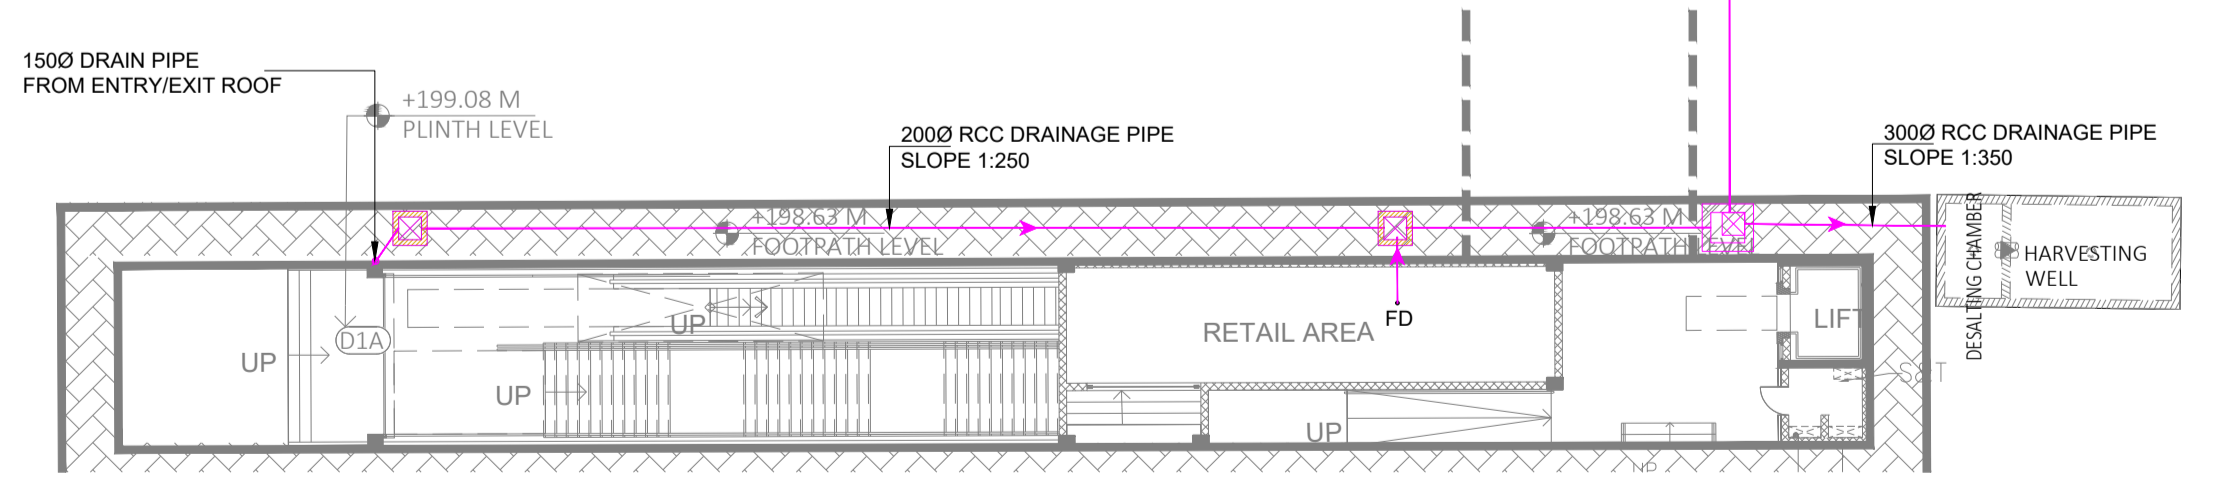 150Ø DRAIN PIPE
FROM ENTRY/EXIT ROOF
+199.08 M
PLINTH LEVEL
200Ø RCC DRAINAGE PIPE
SLOPE 1:250
300Ø RCC DRAINAGE PIPE
SLOPE 1:350
+198.63 M
FOOTPATH LEVEL
+198.63 M
FOOTPATH LEVEL
DESALTING CHAMBER
HARVESTING
WELL
UP
D1A
UP
UP
RETAIL AREA
FD
LIFT
S&T
UP
UP